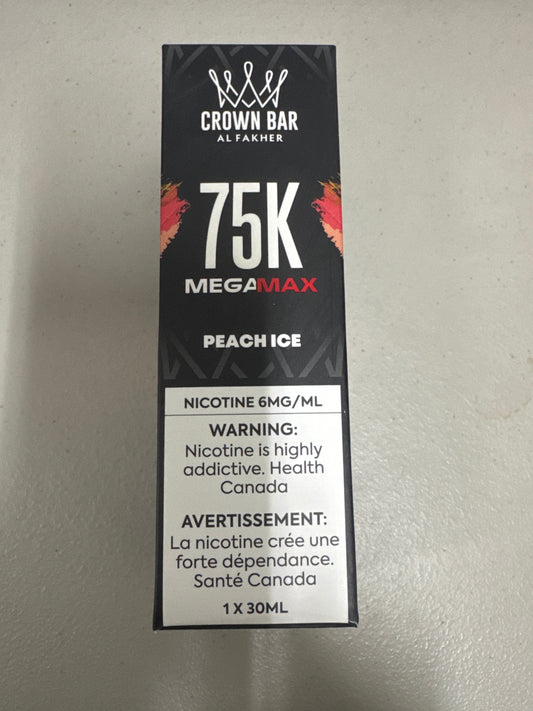 CROWN BAR
AL FAKHER
75K
MEGAMAX
PEACH ICE
NICOTINE 6MG/ML
WARNING:
Nicotine is highly
addictive. Health
Canada
AVERTISSEMENT:
La nicotine crée une
forte dépendance.
Santé Canada
1 X 30ML